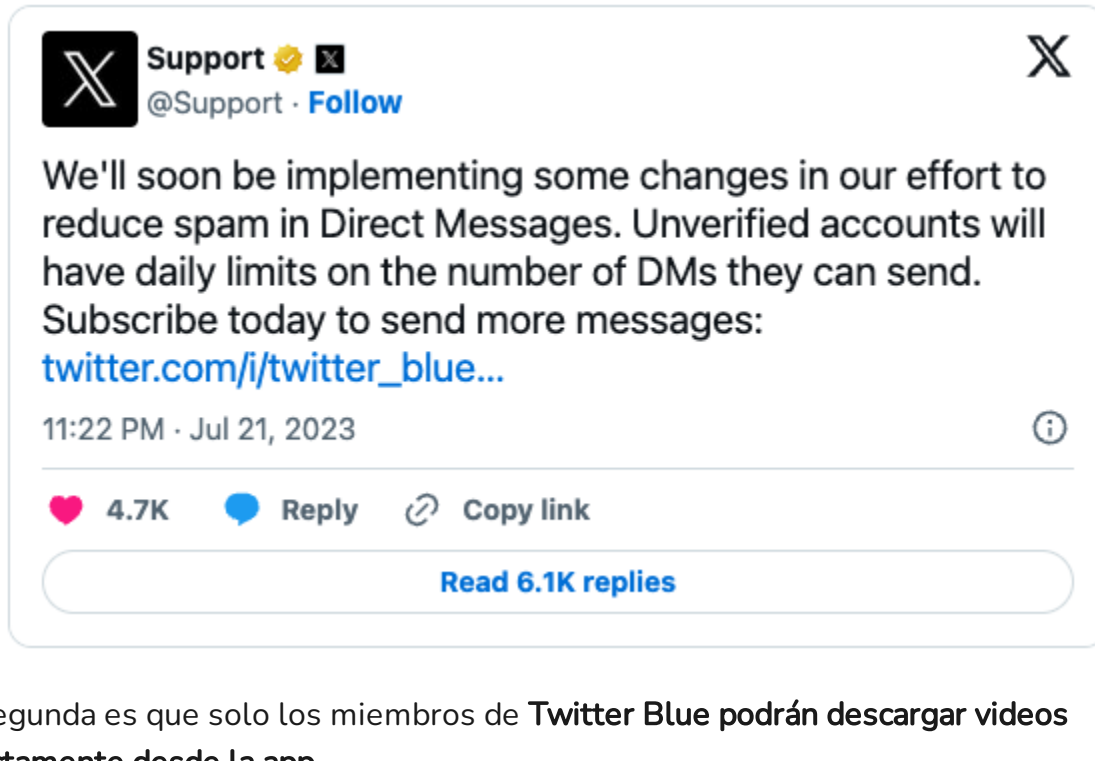 Support
@Support · Follow
We'll soon be implementing some changes in our effort to
reduce spam in Direct Messages. Unverified accounts will
have daily limits on the number of DMs they can send.
Subscribe today to send more messages:
twitter.com/i/twitter_blue...
11:22 PM · Jul 21, 2023
4.7K Reply Copy link
Read 6.1K replies
egunda es que solo los miembros de Twitter Blue podrán descargar videos
desde la app